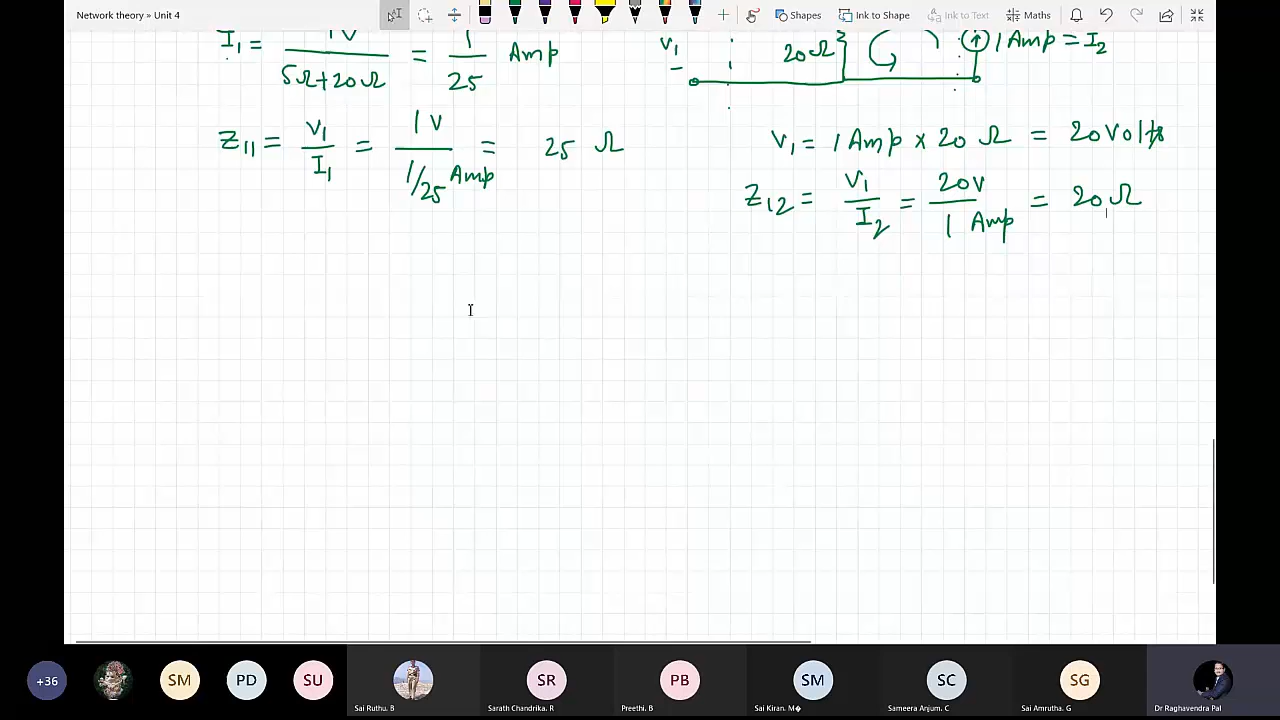 Network theory » Unit 4
Shapes
Ink to Shape
Ink to Text
Maths
I1 = 1V / 5Ω+20Ω = 1/25 Amp
V1 - 20Ω 1 Amp = I2
Z11 = V1/I1 = 1V / 1/25 Amp = 25 Ω
V1 = 1 Amp × 20 Ω = 20 Volts
Z12 = V1/I2 = 20V / 1 Amp = 20 Ω
+36
SM
PD
SU
SR
PB
SM
SC
SG
Sai Ruthu. B
Sarath Chandrika. R
Preethi. B
Sai Kiran. M�
Sameera Anjum. C
Sai Amrutha. G
Dr Raghavendra Pal